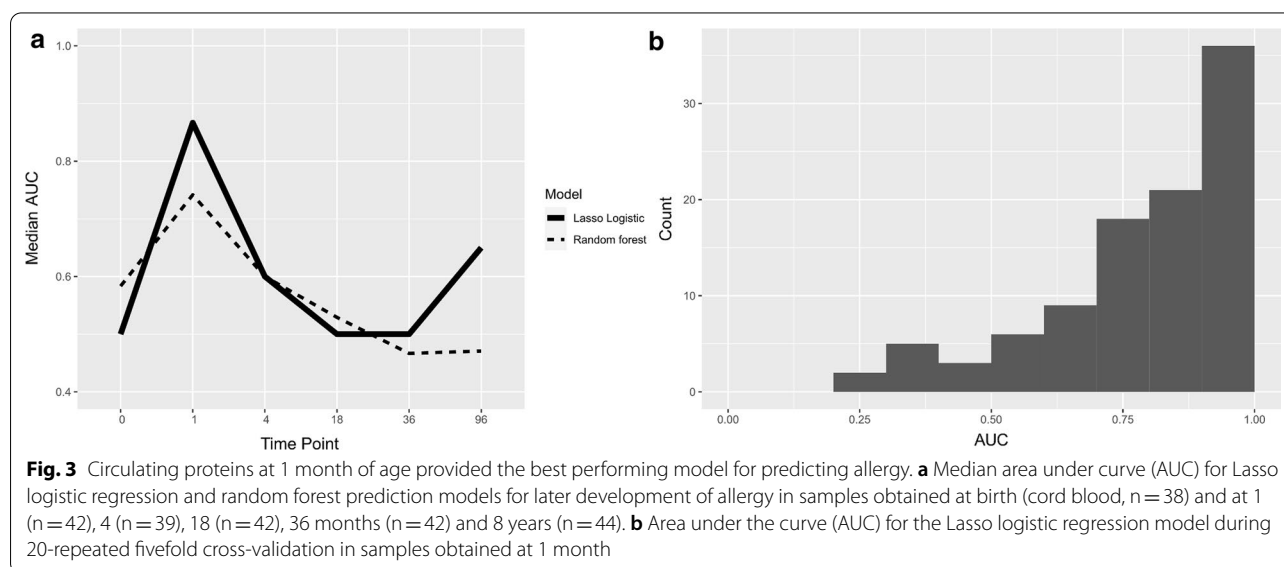 a
1.0
0.8
0.6
0.4
Median AUC
0 1 4 18 36 96
Time Point
Model
Lasso Logistic
Random forest
b
30
20
10
0
Count
0.00 0.25 0.50 0.75 1.00
AUC
Fig. 3 Circulating proteins at 1 month of age provided the best performing model for predicting allergy. a Median area under curve (AUC) for Lasso
logistic regression and random forest prediction models for later development of allergy in samples obtained at birth (cord blood, n = 38) and at 1
(n = 42), 4 (n = 39), 18 (n = 42), 36 months (n = 42) and 8 years (n = 44). b Area under the curve (AUC) for the Lasso logistic regression model during
20-repeated fivefold cross-validation in samples obtained at 1 month